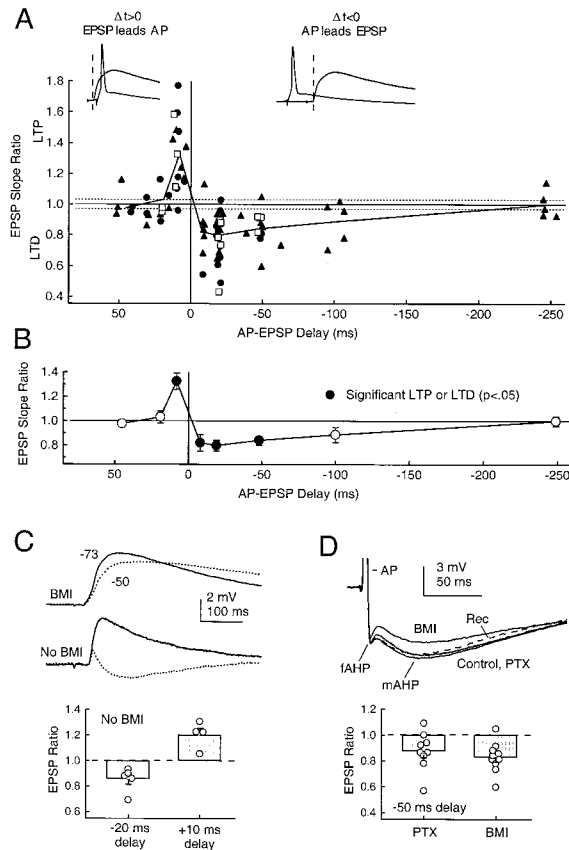 A
Δt>0
EPSP leads AP
Δt<0
AP leads EPSP
EPSP Slope Ratio
LTD
LTP
1.8
1.6
1.4
1.2
1.0
0.8
0.6
0.4
50
0
-50
-100
-150
-200
-250
AP-EPSP Delay (ms)
B
EPSP Slope Ratio
1.4
1.2
1.0
0.8
● Significant LTP or LTD (p<.05)
50
0
-50
-100
-150
-200
-250
AP-EPSP Delay (ms)
C
-73
-50
BMI
2 mV
100 ms
No BMI
EPSP Ratio
1.4
1.2
1.0
0.8
0.6
No BMI
-20 ms
delay
+10 ms
delay
D
AP
3 mV
50 ms
BMI
Rec
fAHP
mAHP
Control, PTX
EPSP Ratio
1.2
1.0
0.8
0.6
0.4
-50 ms delay
PTX
BMI